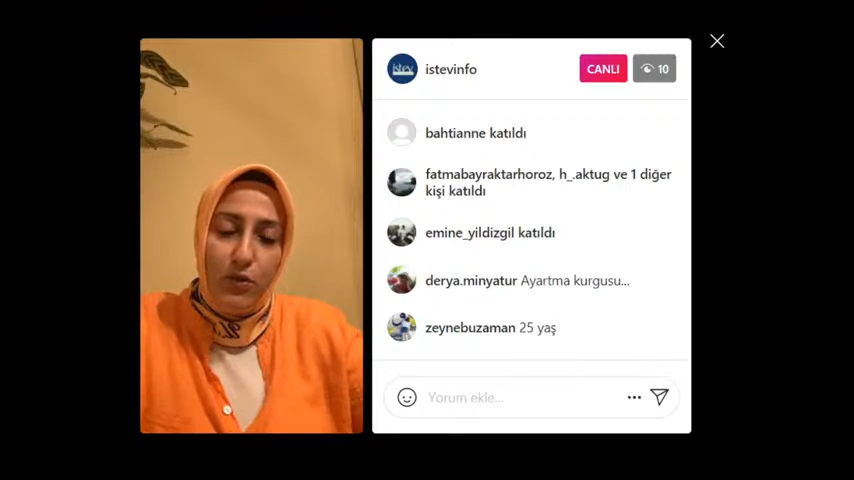 istev
istevinfo
CANLI
10
bahtianne katıldı
fatmabayraktarhoroz, h_.aktug ve 1 diğer
kişi katıldı
emine_yildizgil katıldı
derya.minyatur Ayartma kurgusu...
zeynebuzaman 25 yaş
Yorum ekle...